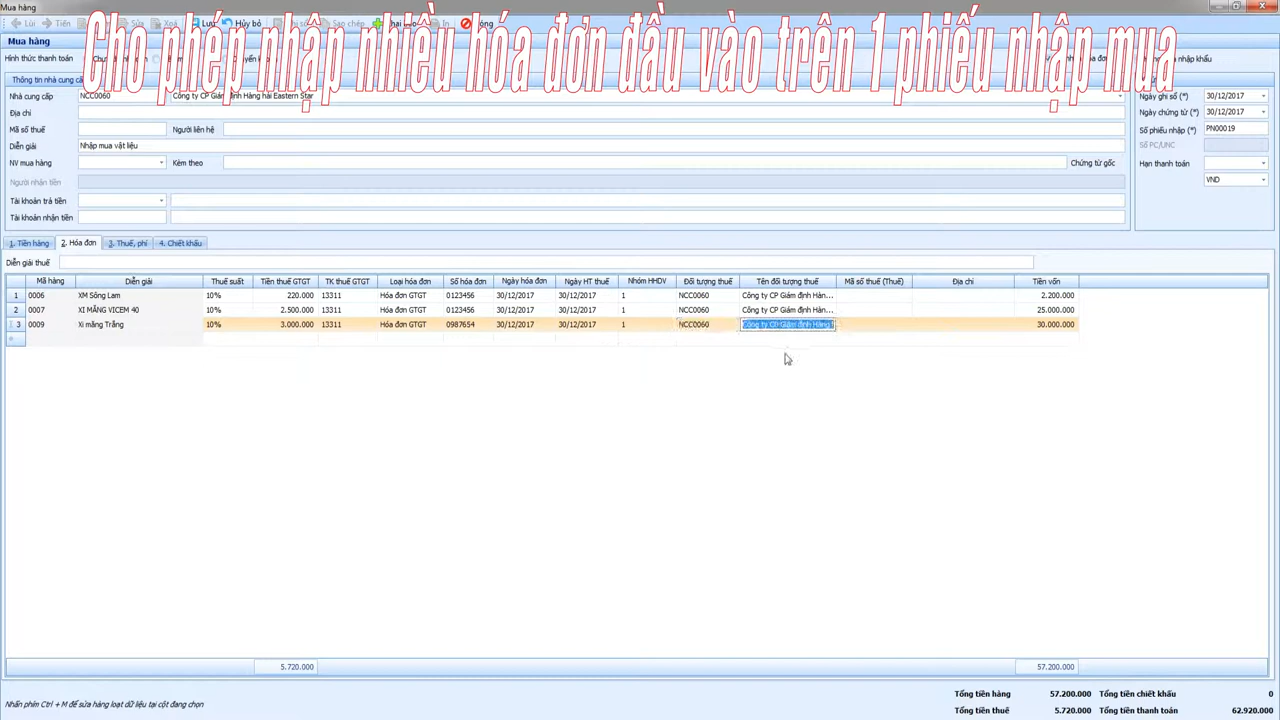 Mua hàng
Lùi Tiến Sửa Xoá Hủy bỏ In
Cho phép nhập nhiều hóa đơn đầu vào trên 1 phiếu nhập mua
Mua hàng
Hình thức thanh toán
Thông tin nhà cung cấp
Nhà cung cấp NCC0060 Công ty CP Giám định Hàng hải Eastern Star
Ngày ghi sổ (*) 30/12/2017
Địa chỉ
Ngày chứng từ (*) 30/12/2017
Mã số thuế Người liên hệ
Số phiếu nhập (*) PN00019
Diễn giải Nhập mua vật liệu
Số PC/UNC
NV mua hàng Kèm theo Chứng từ gốc
Hạn thanh toán
Người nhận tiền
VND
Tài khoản trả tiền
Tài khoản nhận tiền
1. Tiền hàng 2. Hóa đơn 3. Thuế, phí 4. Chiết khấu
Diễn giải thuế
Mã hàng Diễn giải Thuế suất Tiền thuế GTGT TK thuế GTGT Loại hóa đơn Số hóa đơn Ngày hóa đơn Ngày HT thuế Nhóm HHDV Đối tượng thuế Tên đối tượng thuế Mã số thuế (Thuế) Địa chỉ Tiền vốn
1 0006 XM Sông Lam 10% 220.000 13311 Hóa đơn GTGT 0123456 30/12/2017 30/12/2017 1 NCC0060 Công ty CP Giám định Hàn... 2.200.000
2 0007 XI MĂNG VICEM 40 10% 2.500.000 13311 Hóa đơn GTGT 0123456 30/12/2017 30/12/2017 1 NCC0060 Công ty CP Giám định Hàn... 25.000.000
3 0009 Xi măng Trắng 10% 3.000.000 13311 Hóa đơn GTGT 0987654 30/12/2017 30/12/2017 1 NCC0060 Công ty CP Giám định Hàng 30.000.000
5.720.000 57.200.000
Nhấn phím Ctrl + M để sửa hàng loạt dữ liệu tại cột đang chọn
Tổng tiền hàng 57.200.000 Tổng tiền chiết khấu 0
Tổng tiền thuế 5.720.000 Tổng tiền thanh toán 62.920.000